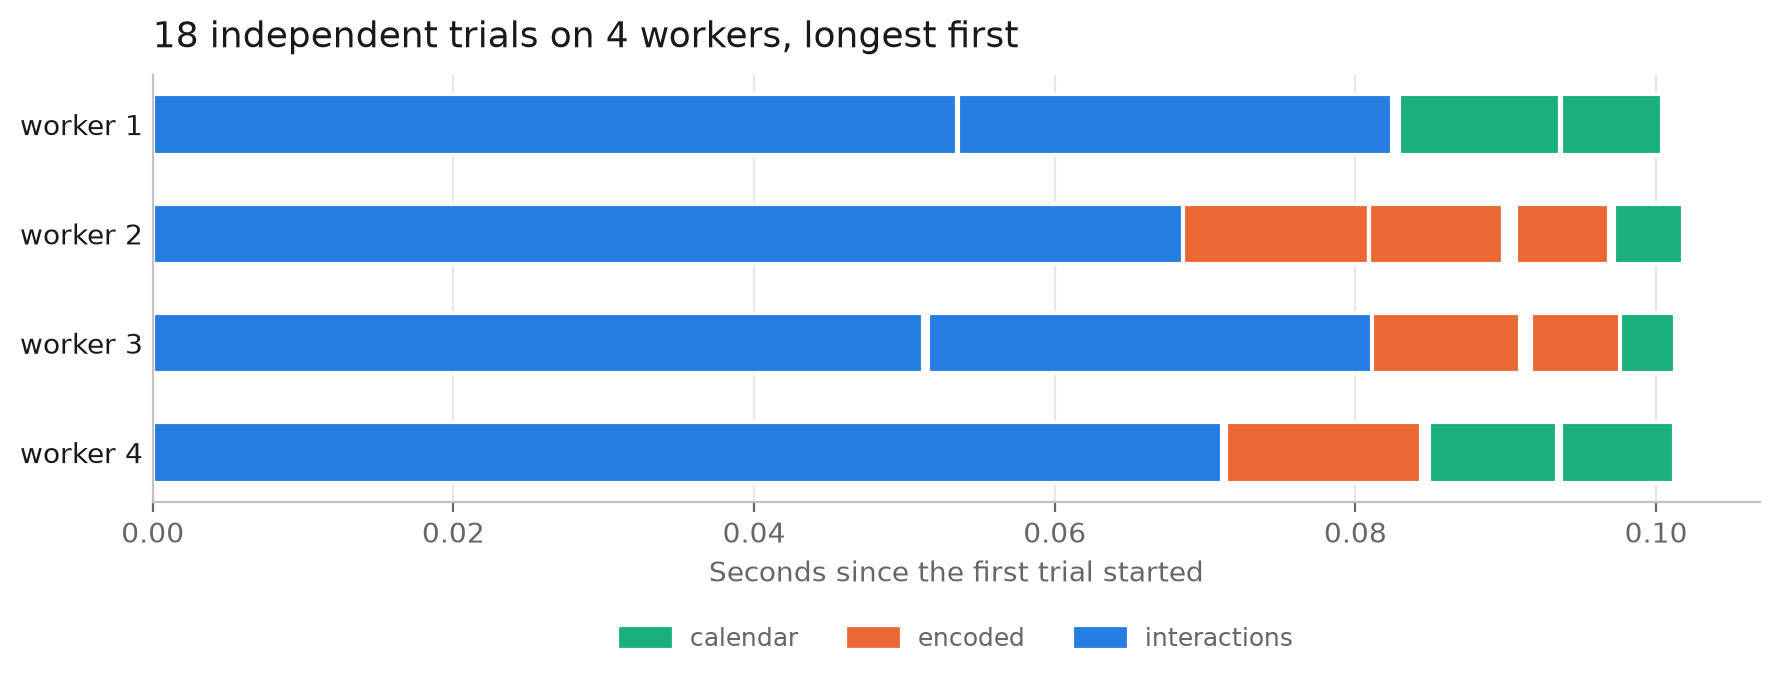 18 independent trials on 4 workers, longest first
worker 1
worker 2
worker 3
worker 4
0.00 0.02 0.04 0.06 0.08 0.10
Seconds since the first trial started
calendar encoded interactions